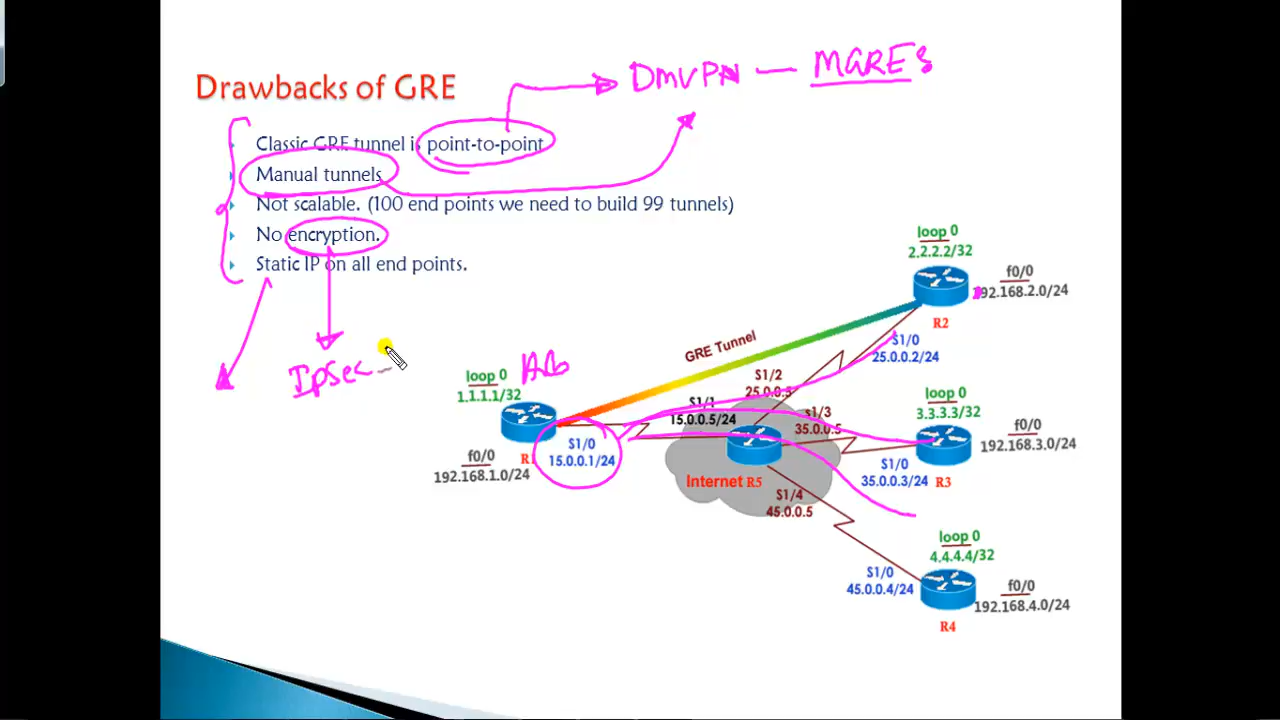 DMVPN — MGREs
Drawbacks of GRE
Classic GRE tunnel is point-to-point
Manual tunnels
Not scalable. (100 end points we need to build 99 tunnels)
No encryption.
Static IP on all end points.
IpSec –
loop 0
1.1.1.1/32
f0/0
192.168.1.0/24
R1
S1/0
15.0.0.1/24
GRE Tunnel
S1/1
15.0.0.5/24
S1/2
25.0.0.5
s1/3
35.0.0.5
Internet R5
S1/4
45.0.0.5
loop 0
2.2.2.2/32
f0/0
192.168.2.0/24
R2
S1/0
25.0.0.2/24
loop 0
3.3.3.3/32
f0/0
192.168.3.0/24
S1/0
35.0.0.3/24
R3
loop 0
4.4.4.4/32
S1/0
45.0.0.4/24
f0/0
192.168.4.0/24
R4